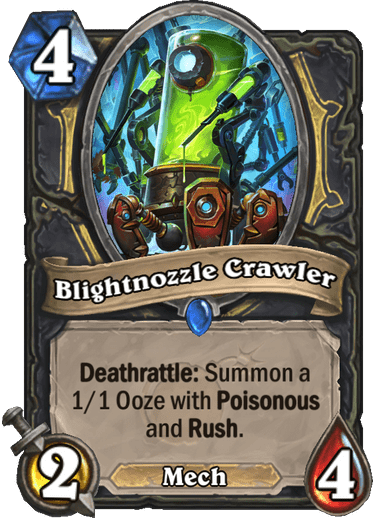 4
Blightnozzle Crawler
Deathrattle: Summon a
1/1 Ooze with Poisonous
and Rush.
2
Mech
4